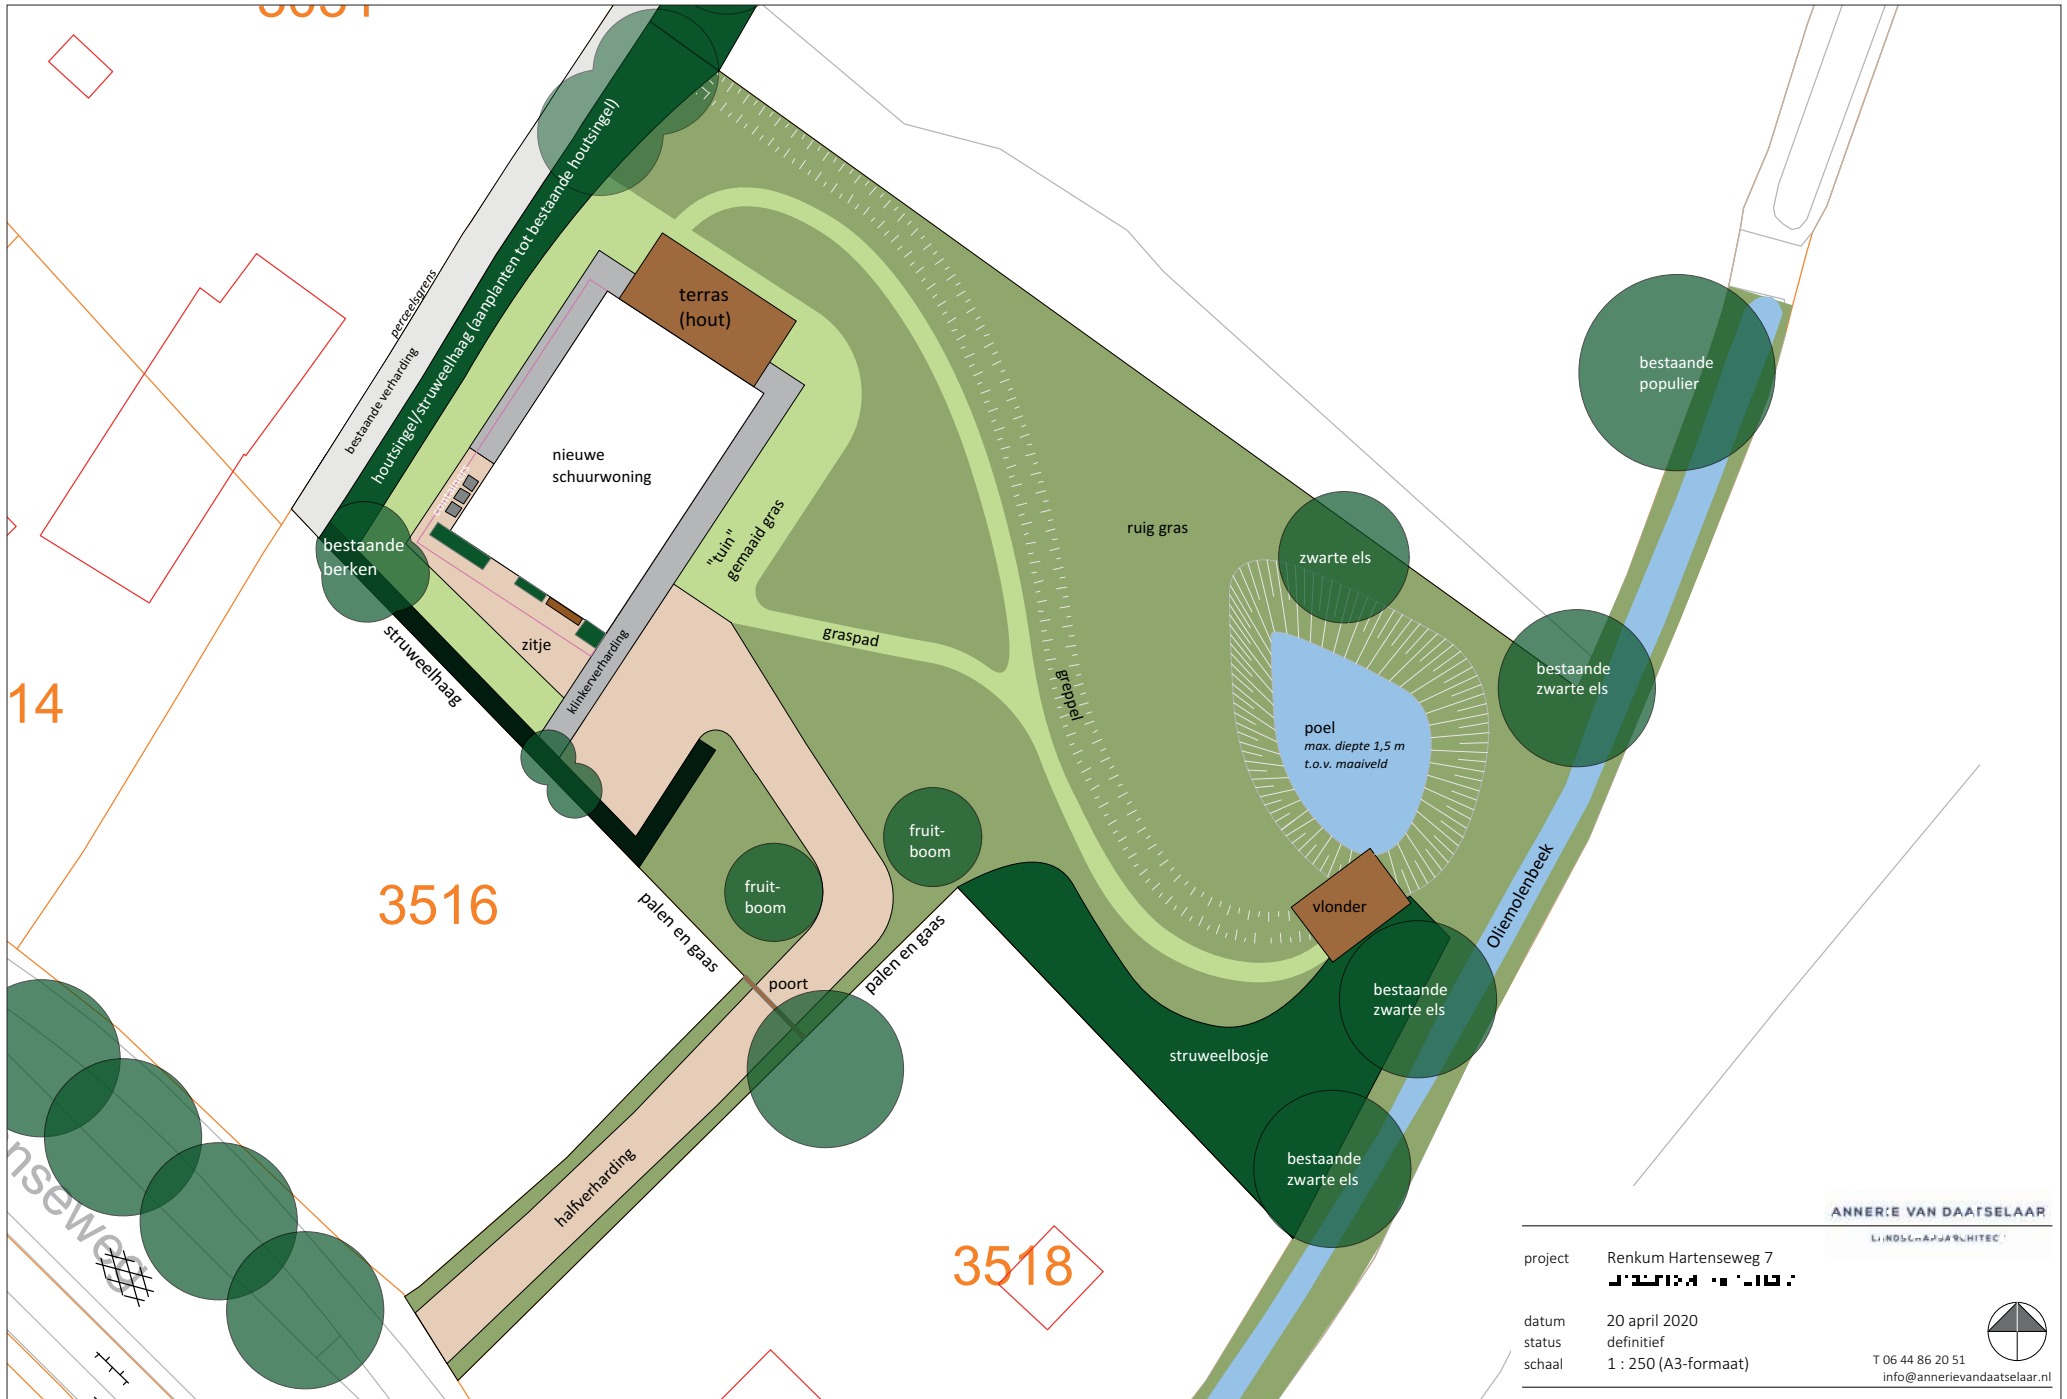 perceelsgrens
bestaande verharding
houtsingel/struweelhaag (aanplanten tot bestaande houtsingel)
terras
(hout)
nieuwe
schuurwoning
containers
bestaande
berken
struweelhaag
zitje
klinkerverharding
"tuin"
gemaaid gras
graspad
greppel
ruig gras
bestaande
populier
zwarte els
bestaande
zwarte els
poel
max. diepte 1,5 m
t.o.v. maaiveld
14
3516
fruit-
boom
fruit-
boom
palen en gaas
palen en gaas
poort
vlonder
Oliemolenbeek
bestaande
zwarte els
struweelbosje
bestaande
zwarte els
halfverharding
nseweg
3518
ANNERIE VAN DAATSELAAR
LANDSCHAPSARCHITECT
project Renkum Hartenseweg 7
datum 20 april 2020
status definitief
schaal 1 : 250 (A3-formaat)
T 06 44 86 20 51
info@annerievandaatselaar.nl